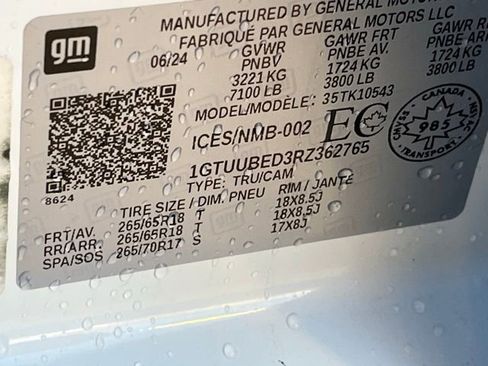 gm
MANUFACTURED BY GENERAL MOTORS
FABRIQUÉ PAR GENERAL MOTORS LLC
06/24 GVWR GAWR FRT GAWR
PNBV PNBE AV. PNBE
3221 KG 1724 KG 1724 KG
7100 LB 3800 LB 3800 LB
MODEL/MODÈLE: 35TK10543
ICES/NMB-002 EC
CANADA
985
TRANSPORT
1GTUUBED3RZ362765
TYPE: TRU/CAM
8624
TIRE SIZE / DIM. PNEU RIM / JANTE
FRT/AV. 265/65R18 T 18X8.5J
RR/ARR. 265/65R18 T 18X8.5J
SPA/SOS 265/70R17 S 17X8J